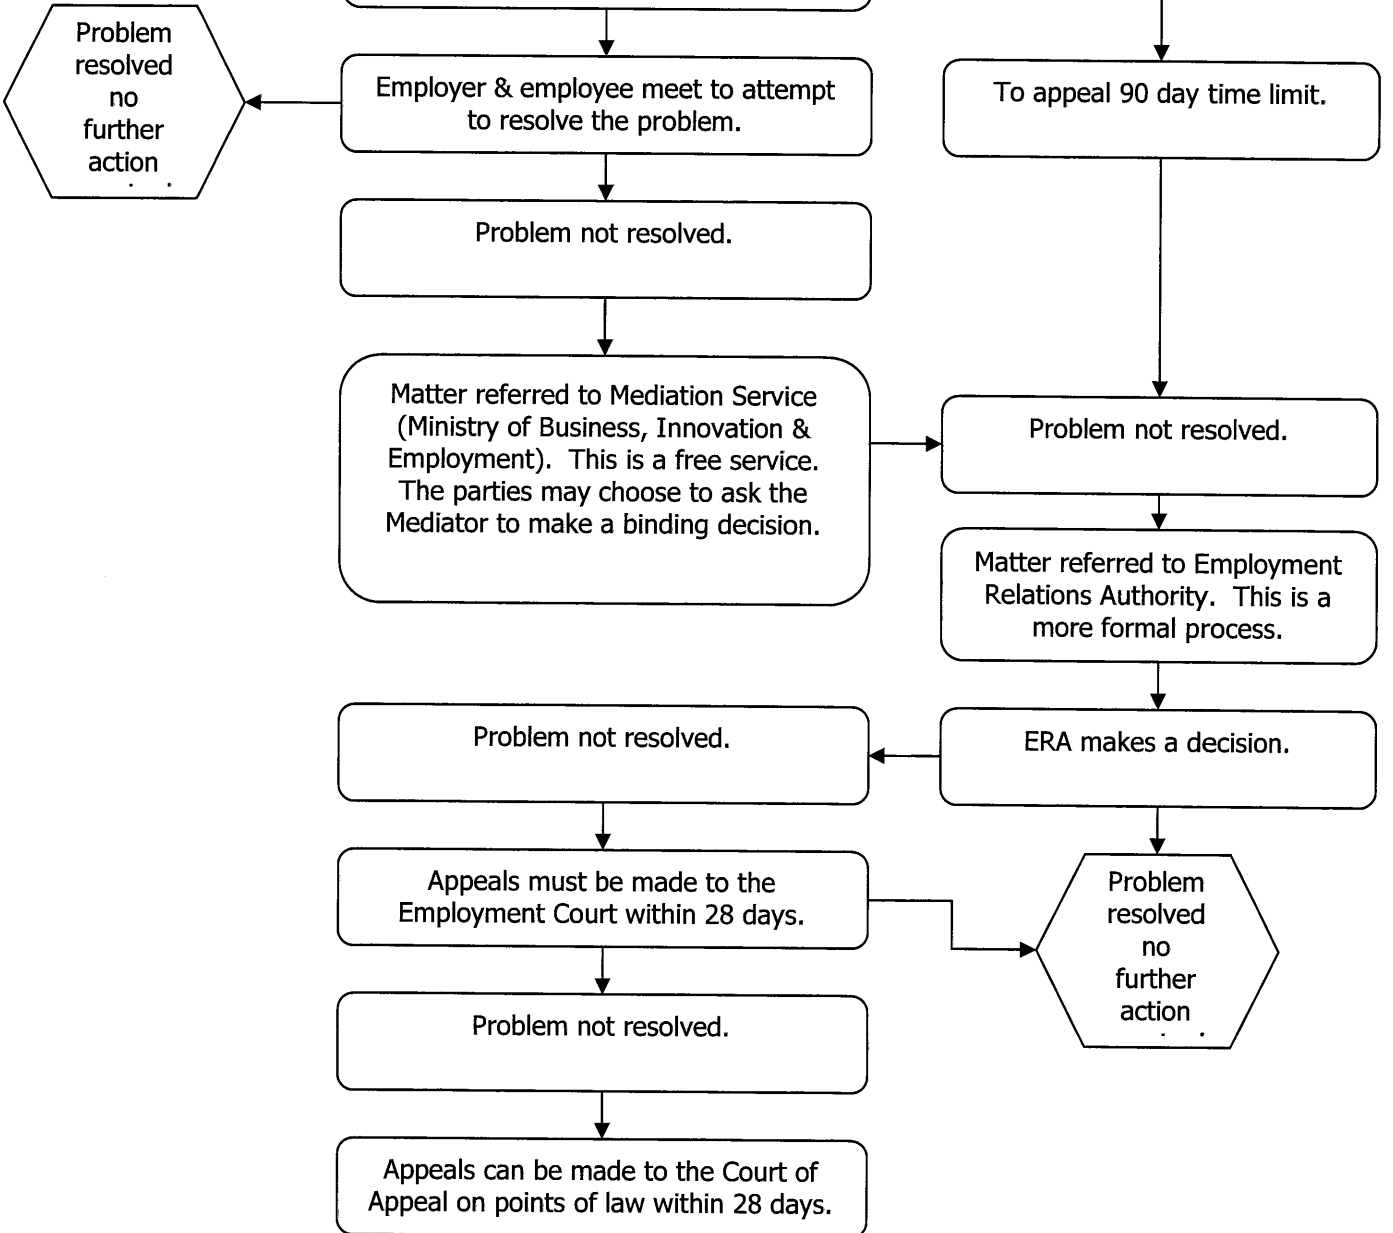 Problem
resolved
no
further
action
Employer & employee meet to attempt
to resolve the problem.
To appeal 90 day time limit.
Problem not resolved.
Matter referred to Mediation Service
(Ministry of Business, Innovation &
Employment).  This is a free service.
The parties may choose to ask the
Mediator to make a binding decision.
Problem not resolved.
Matter referred to Employment
Relations Authority.  This is a
more formal process.
ERA makes a decision.
Problem not resolved.
Appeals must be made to the
Employment Court within 28 days.
Problem
resolved
no
further
action
Problem not resolved.
Appeals can be made to the Court of
Appeal on points of law within 28 days.